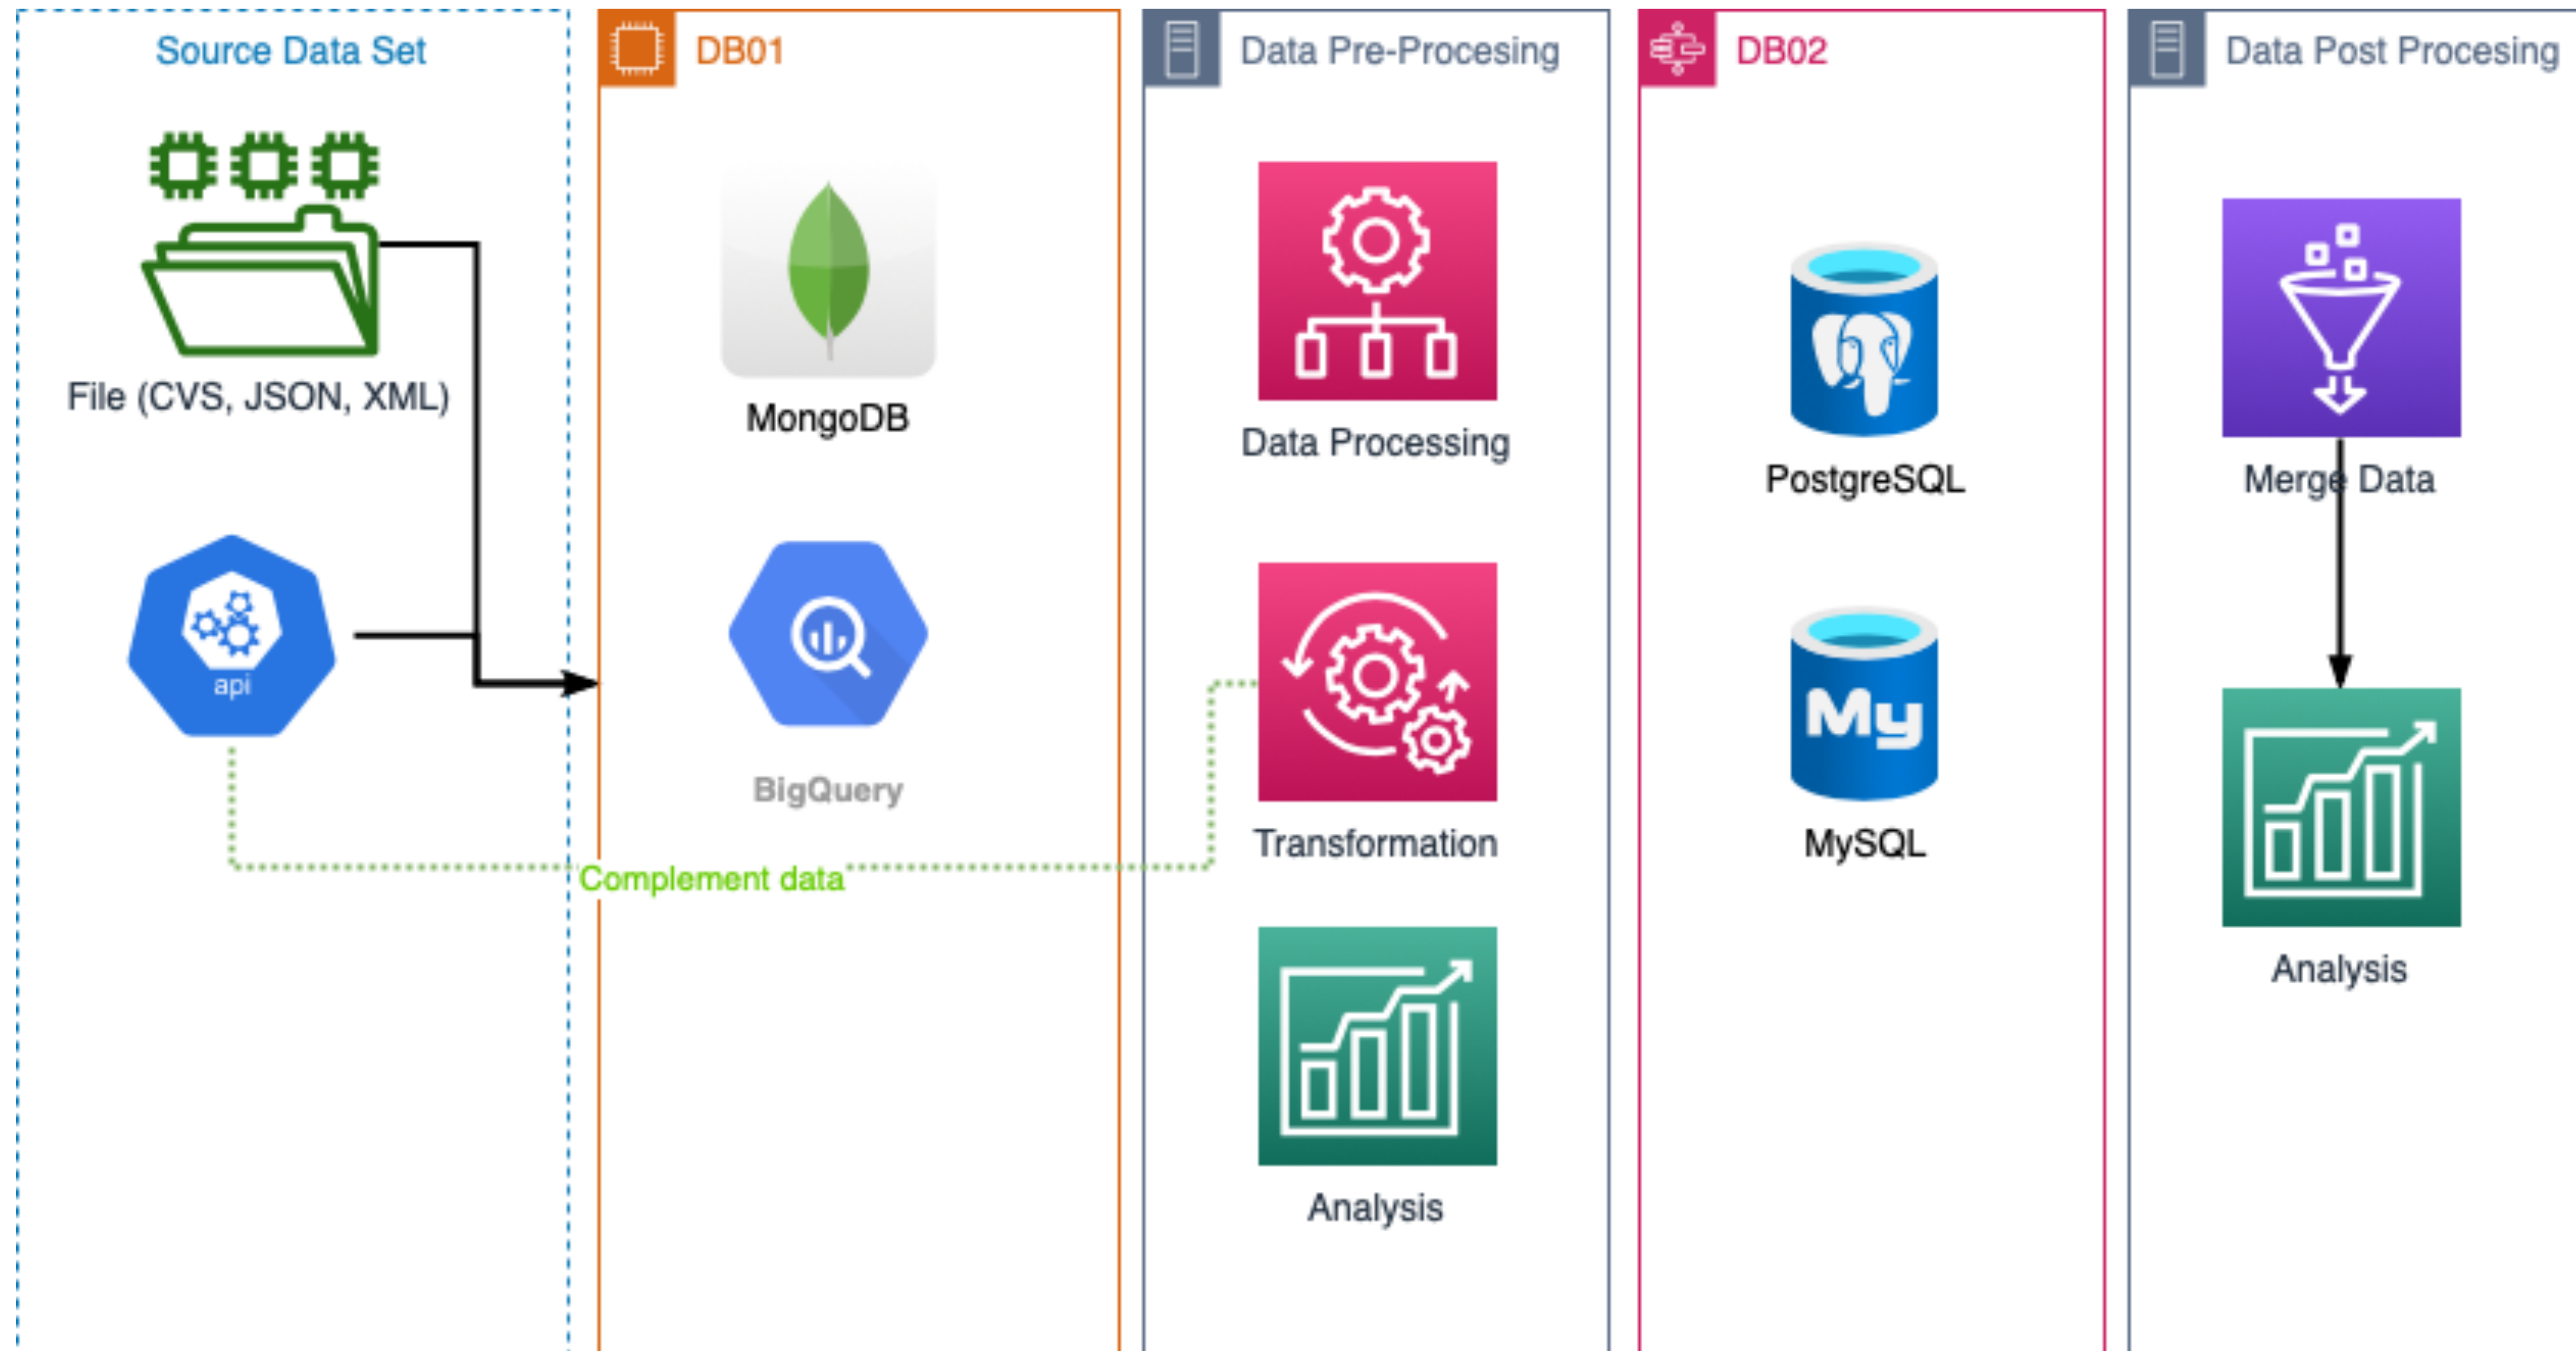 Source Data Set
File (CVS, JSON, XML)
api
DB01
MongoDB
BigQuery
Complement data
Data Pre-Procesing
Data Processing
Transformation
Analysis
DB02
PostgreSQL
My
MySQL
Data Post Procesing
Merge Data
Analysis